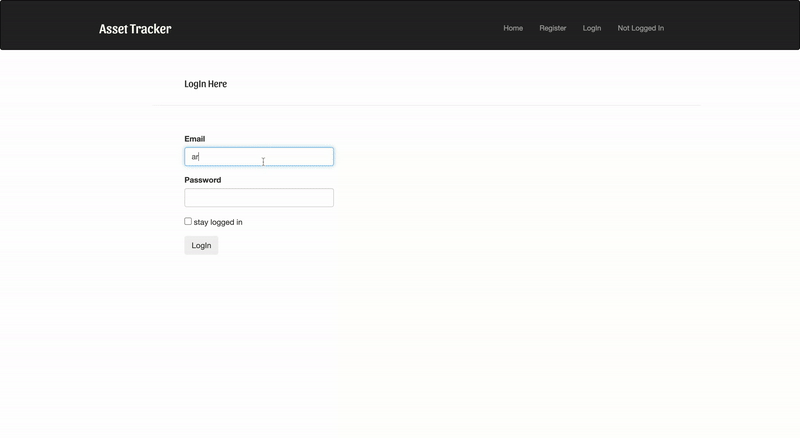 Asset Tracker
Home Register LogIn Not Logged In
LogIn Here
Email
ar
Password
stay logged in
LogIn